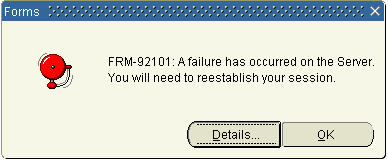 Forms
FRM-92101: A failure has occurred on the Server.
You will need to reestablish your session.
Details... OK